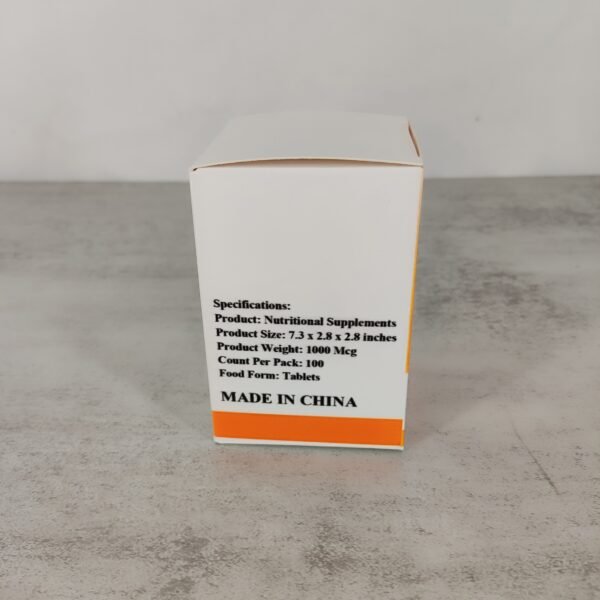 Specifications:
Product: Nutritional Supplements
Product Size: 7.3 x 2.8 x 2.8 inches
Product Weight: 1000 Mcg
Count Per Pack: 100
Food Form: Tablets
MADE IN CHINA